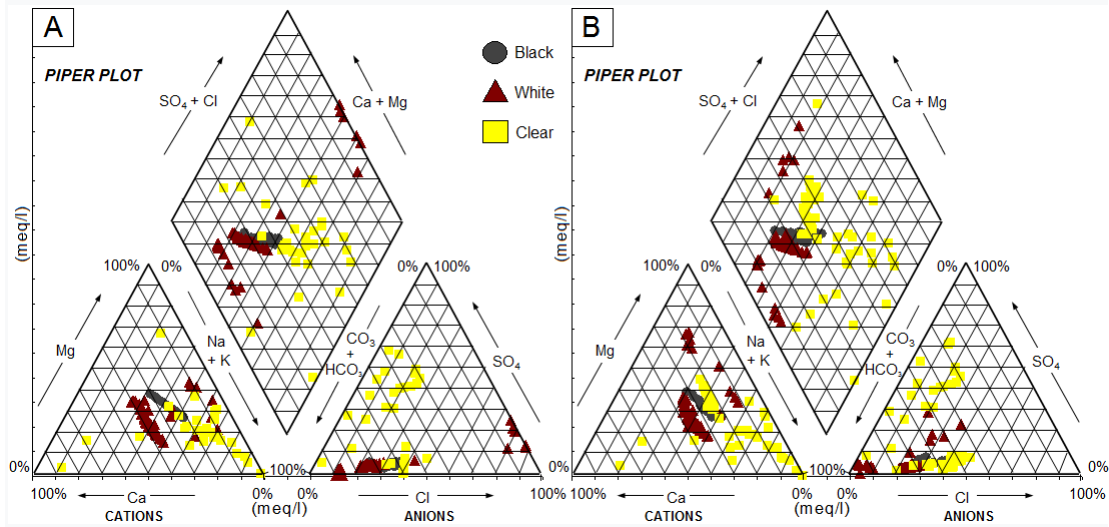 A
PIPER PLOT
SO₄ + Cl
Ca + Mg
Black
White
Clear
(meq/l)
100%
0%
0%
100%
Mg
Na
+ K
CO₃
+
HCO₃
SO₄
0%
100%
0%
100%
Ca
0%
0%
Cl
100%
(meq/l)
CATIONS
ANIONS
B
PIPER PLOT
SO₄ + Cl
Ca + Mg
(meq/l)
100%
0%
0%
100%
Mg
Na
+ K
CO₃
+
HCO₃
SO₄
0%
100%
0%
100%
Ca
0%
0%
Cl
100%
(meq/l)
CATIONS
ANIONS